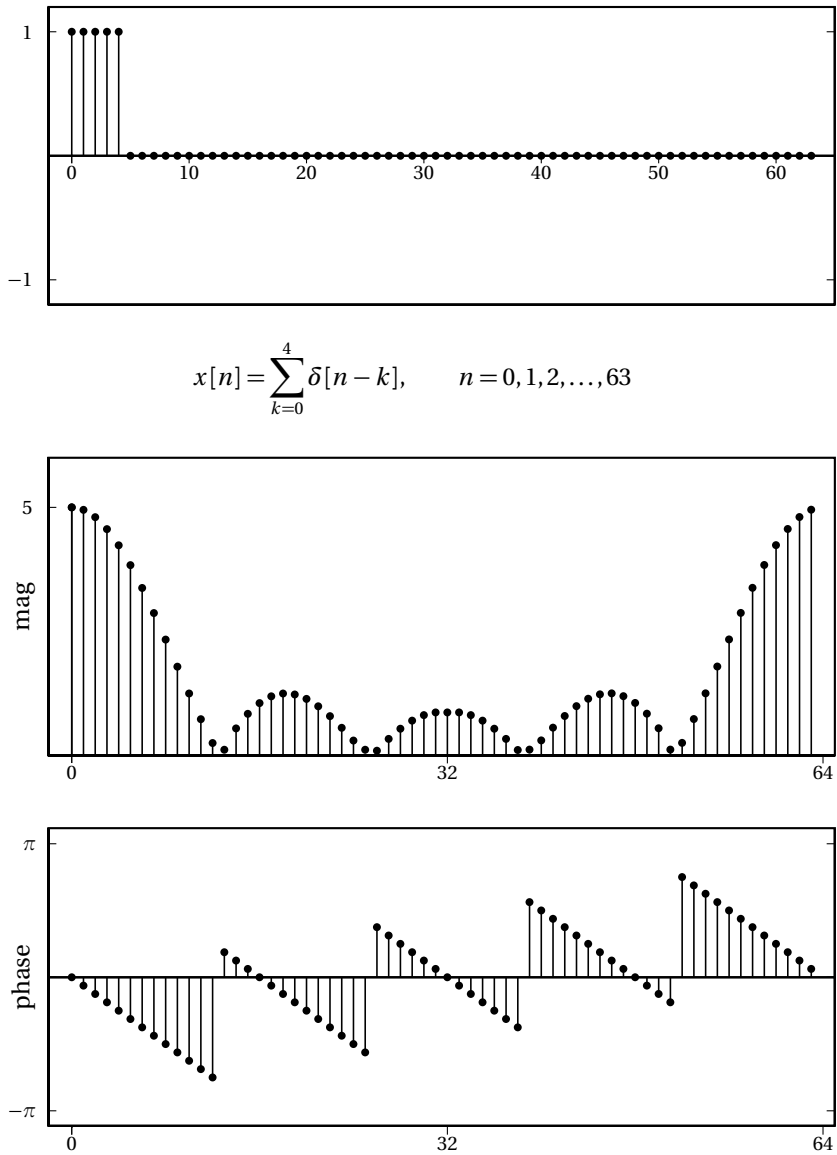 1
0 10 20 30 40 50 60
−1
x[n] = ∑_{k=0}^{4} δ[n − k], n = 0, 1, 2, …, 63
5
mag
0 32 64
π
phase
−π
0 32 64